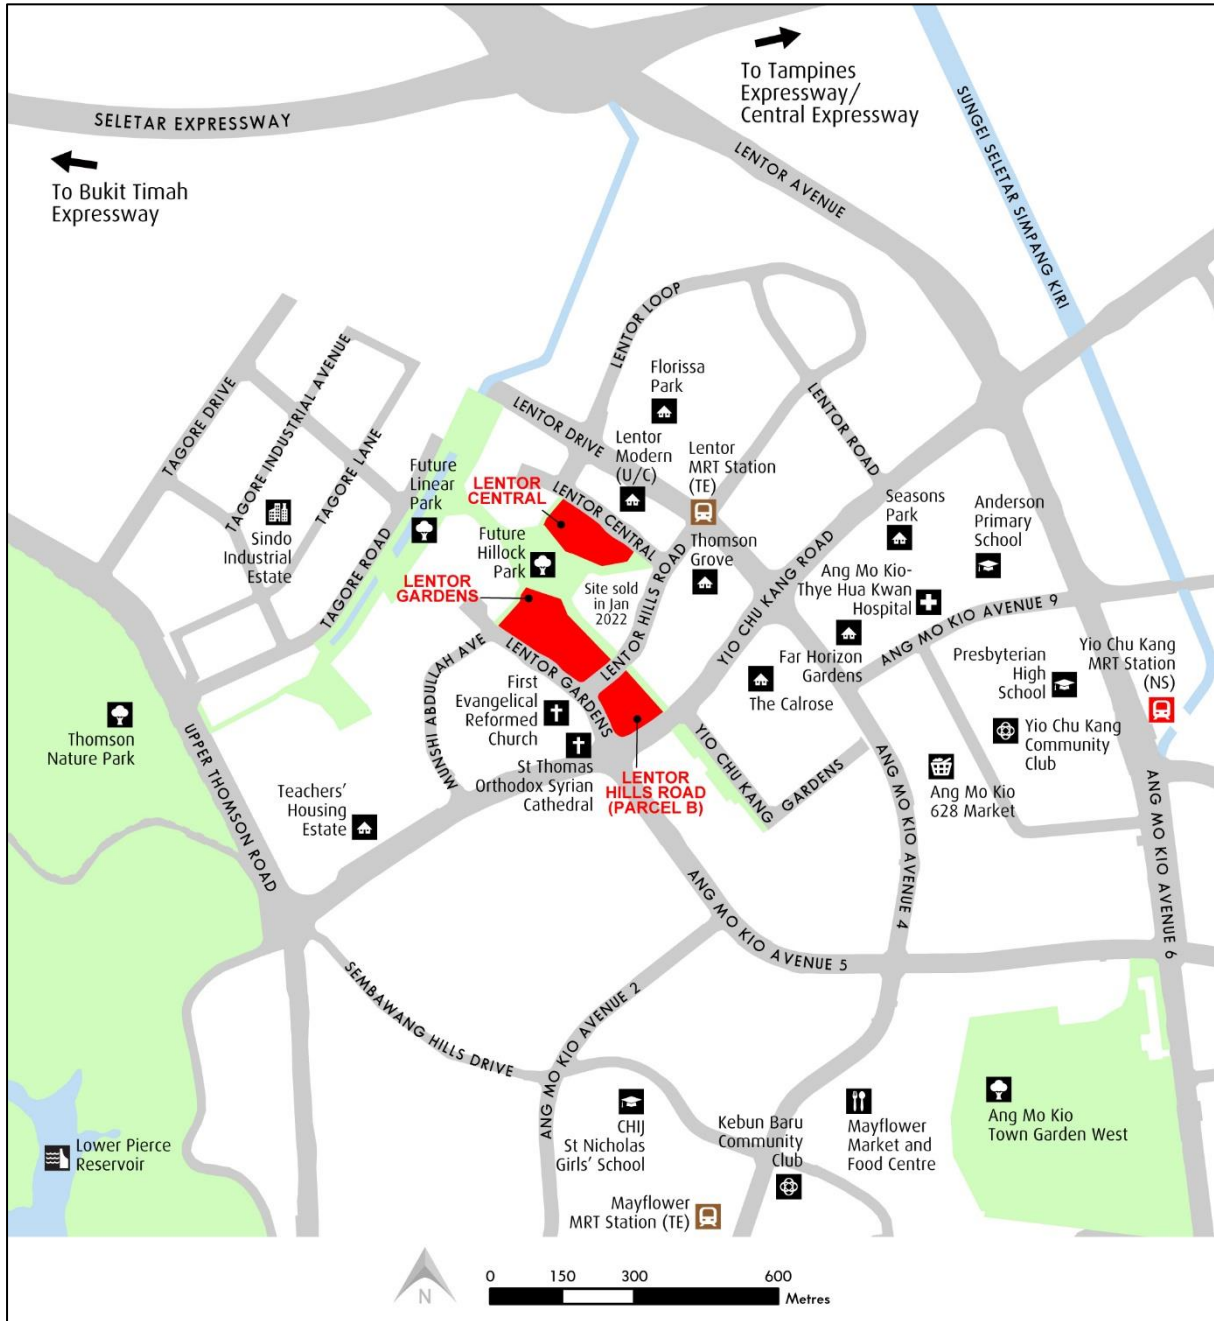 To Tampines
Expressway/
Central Expressway
SELETAR EXPRESSWAY
To Bukit Timah
Expressway
LENTOR AVENUE
SUNGEI SELETAR SIMPANG KIRI
LENTOR LOOP
TAGORE DRIVE
TAGORE INDUSTRIAL AVENUE
TAGORE LANE
TAGORE ROAD
LENTOR DRIVE
LENTOR ROAD
Florissa
Park
Lentor
Modern
(U/C)
Lentor
MRT Station
(TE)
Future
Linear
Park
LENTOR
CENTRAL
LENTOR CENTRAL
Sindo
Industrial
Estate
Future
Hillock
Park
Thomson
Grove
Seasons
Park
Anderson
Primary
School
LENTOR
GARDENS
Site sold
in Jan
2022
LENTOR HILLS ROAD
YIO CHU KANG ROAD
Ang Mo Kio-
Thye Hua Kwan
Hospital
ANG MO KIO AVENUE 9
MUNNSHI ABDULLAH AVE
LENTOR GARDENS
First
Evangelical
Reformed
Church
Far Horizon
Gardens
The Calrose
Presbyterian
High
School
Yio Chu Kang
MRT Station
(NS)
Thomson
Nature Park
UPPER THOMSON ROAD
St Thomas
Orthodox Syrian
Cathedral
LENTOR
HILLS ROAD
(PARCEL B)
YIO CHU KANG
GARDENS
Yio Chu Kang
Community
Club
Teachers'
Housing
Estate
Ang Mo Kio
628 Market
ANG MO KIO AVENUE 4
ANG MO KIO AVENUE 6
ANG MO KIO AVENUE 5
SEMBAWANG HILLS DRIVE
ANG MO KIO AVENUE 2
Lower Pierce
Reservoir
CHIJ
St Nicholas
Girls' School
Kebun Baru
Community
Club
Mayflower
Market and
Food Centre
Ang Mo Kio
Town Garden West
Mayflower
MRT Station (TE)
N
0 150 300 600
Metres